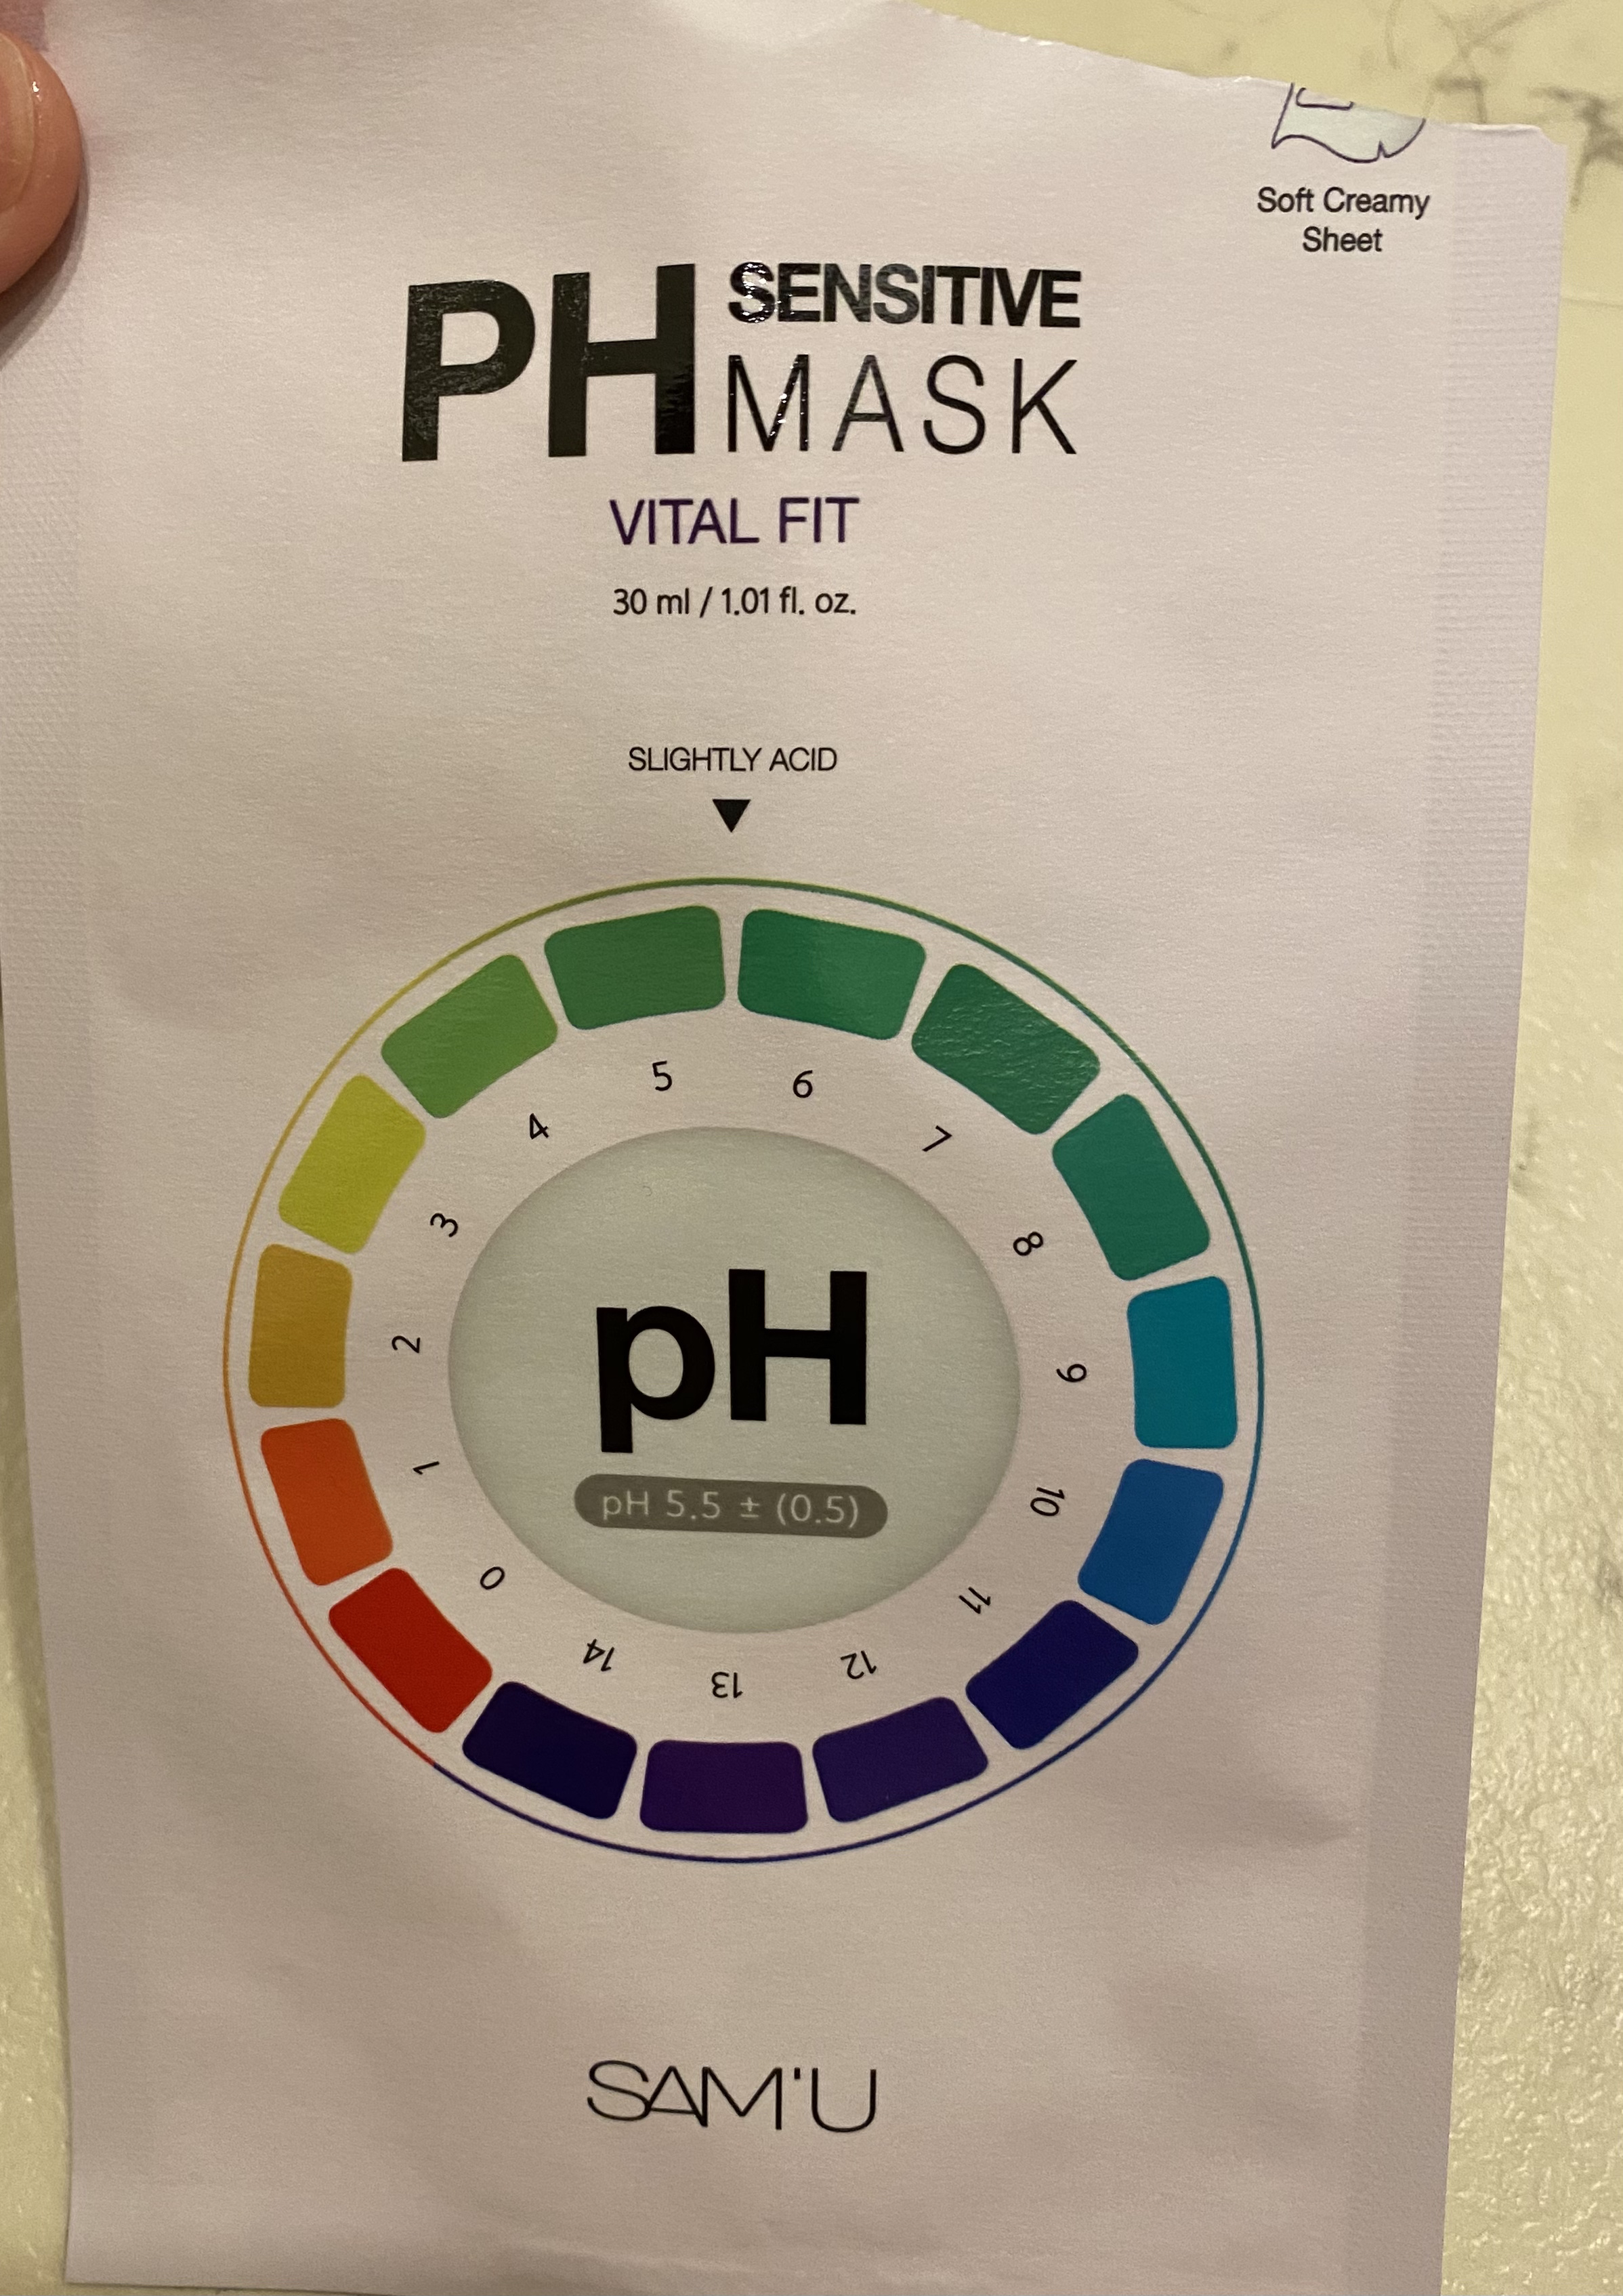 Soft Creamy
Sheet
PH SENSITIVE
MASK
VITAL FIT
30 ml / 1.01 fl. oz.
SLIGHTLY ACID
0
1
2
3
4
5
6
7
8
9
10
11
12
13
14
pH
pH 5.5 ± (0.5)
SAM'U